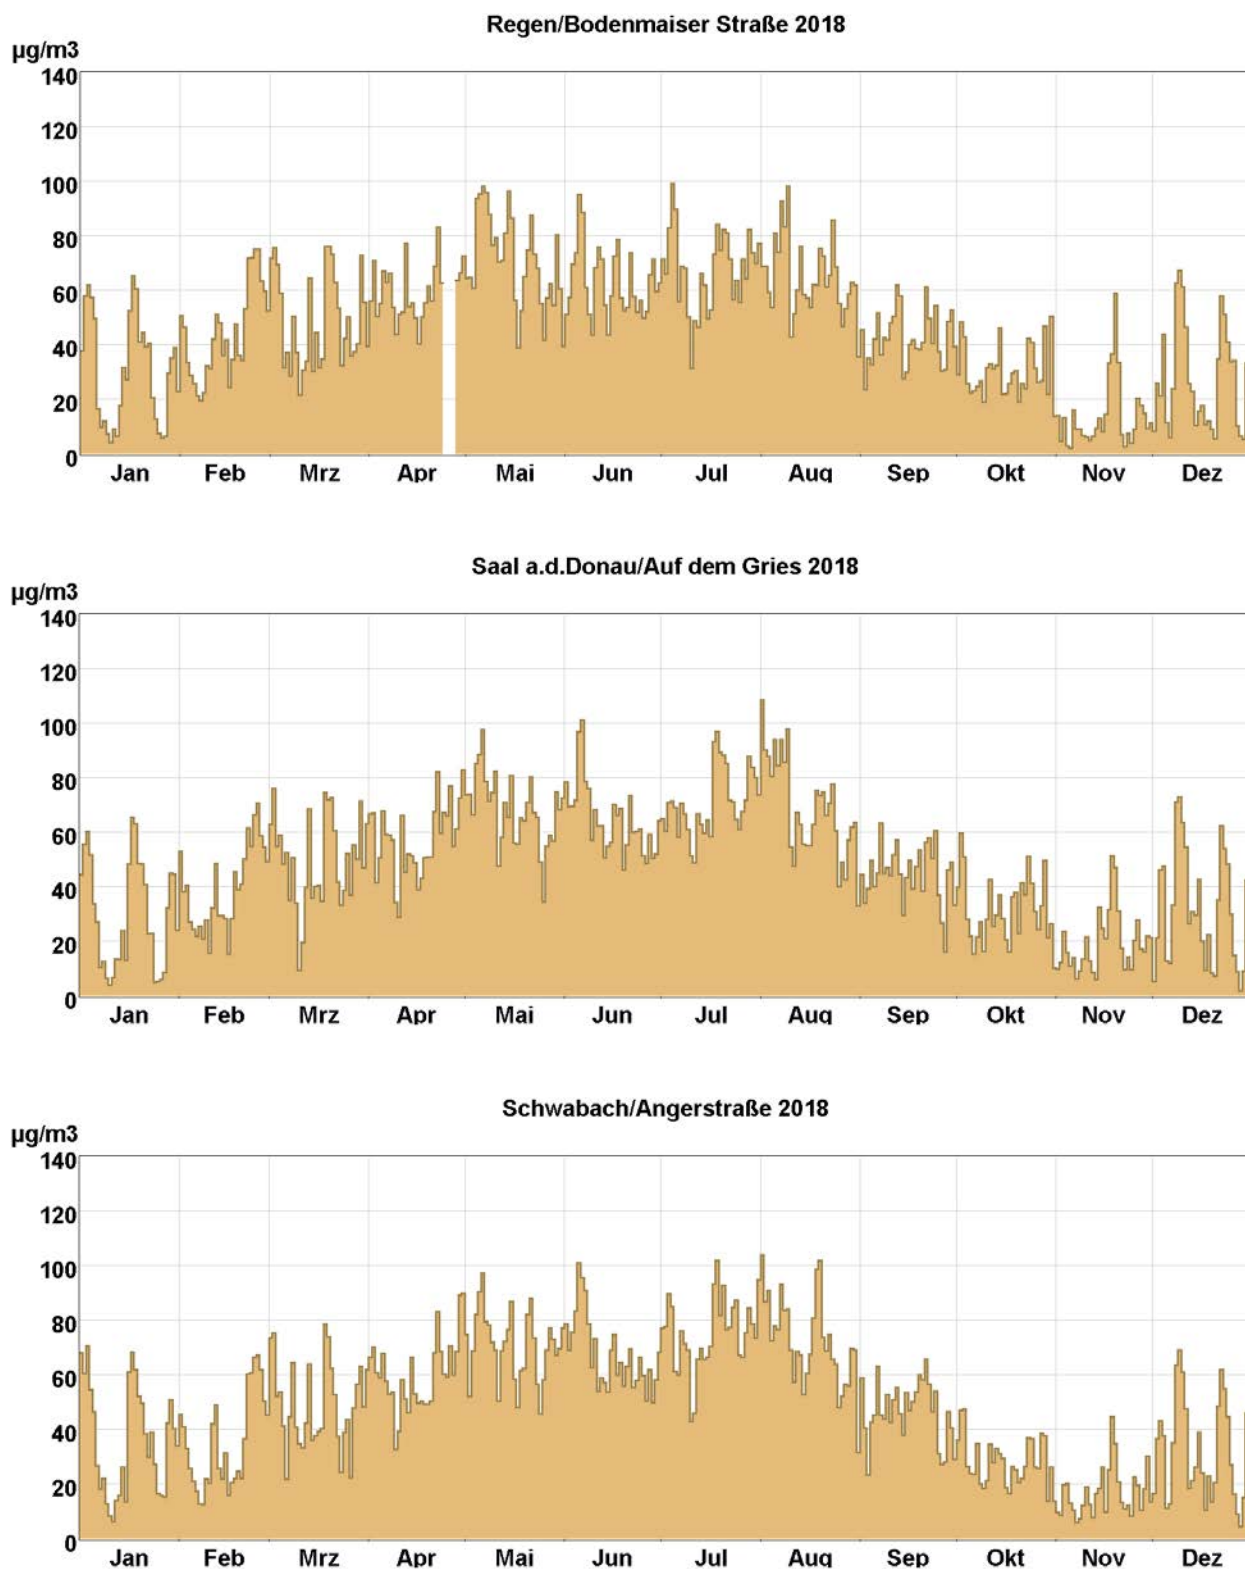 Regen/Bodenmaiser Straße 2018
µg/m3
140
120
100
80
60
40
20
0
Jan Feb Mrz Apr Mai Jun Jul Aug Sep Okt Nov Dez
Saal a.d.Donau/Auf dem Gries 2018
µg/m3
140
120
100
80
60
40
20
0
Jan Feb Mrz Apr Mai Jun Jul Aug Sep Okt Nov Dez
Schwabach/Angerstraße 2018
µg/m3
140
120
100
80
60
40
20
0
Jan Feb Mrz Apr Mai Jun Jul Aug Sep Okt Nov Dez